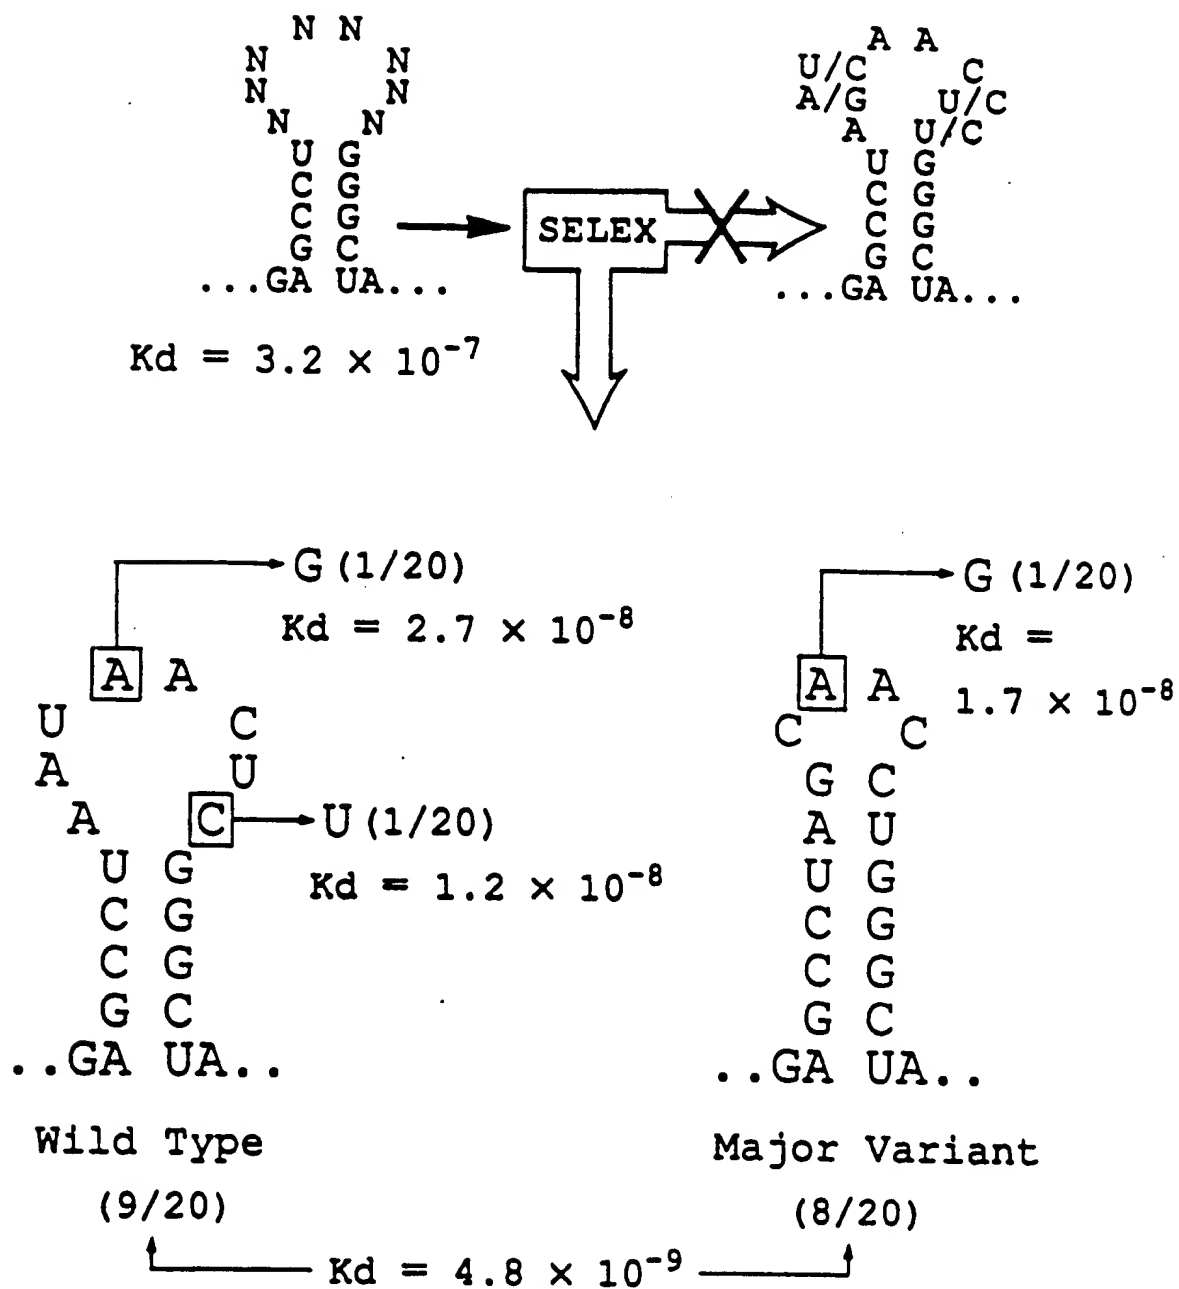 N N
N N
N N
N N
U G
C G
C G
G C
...GA UA...
Kd = 3.2 × 10⁻⁷
SELEX
A A
U/C C
A/G U/C
A U/C
U G
C G
C G
G C
...GA UA...
G (1/20)
Kd = 2.7 × 10⁻⁸
A A
U C
A U
A C
U (1/20)
Kd = 1.2 × 10⁻⁸
U G
C G
C G
G C
..GA UA..
Wild Type
(9/20)
G (1/20)
Kd =
1.7 × 10⁻⁸
A A
C C
G C
A U
U G
C G
C G
G C
..GA UA..
Major Variant
(8/20)
Kd = 4.8 × 10⁻⁹